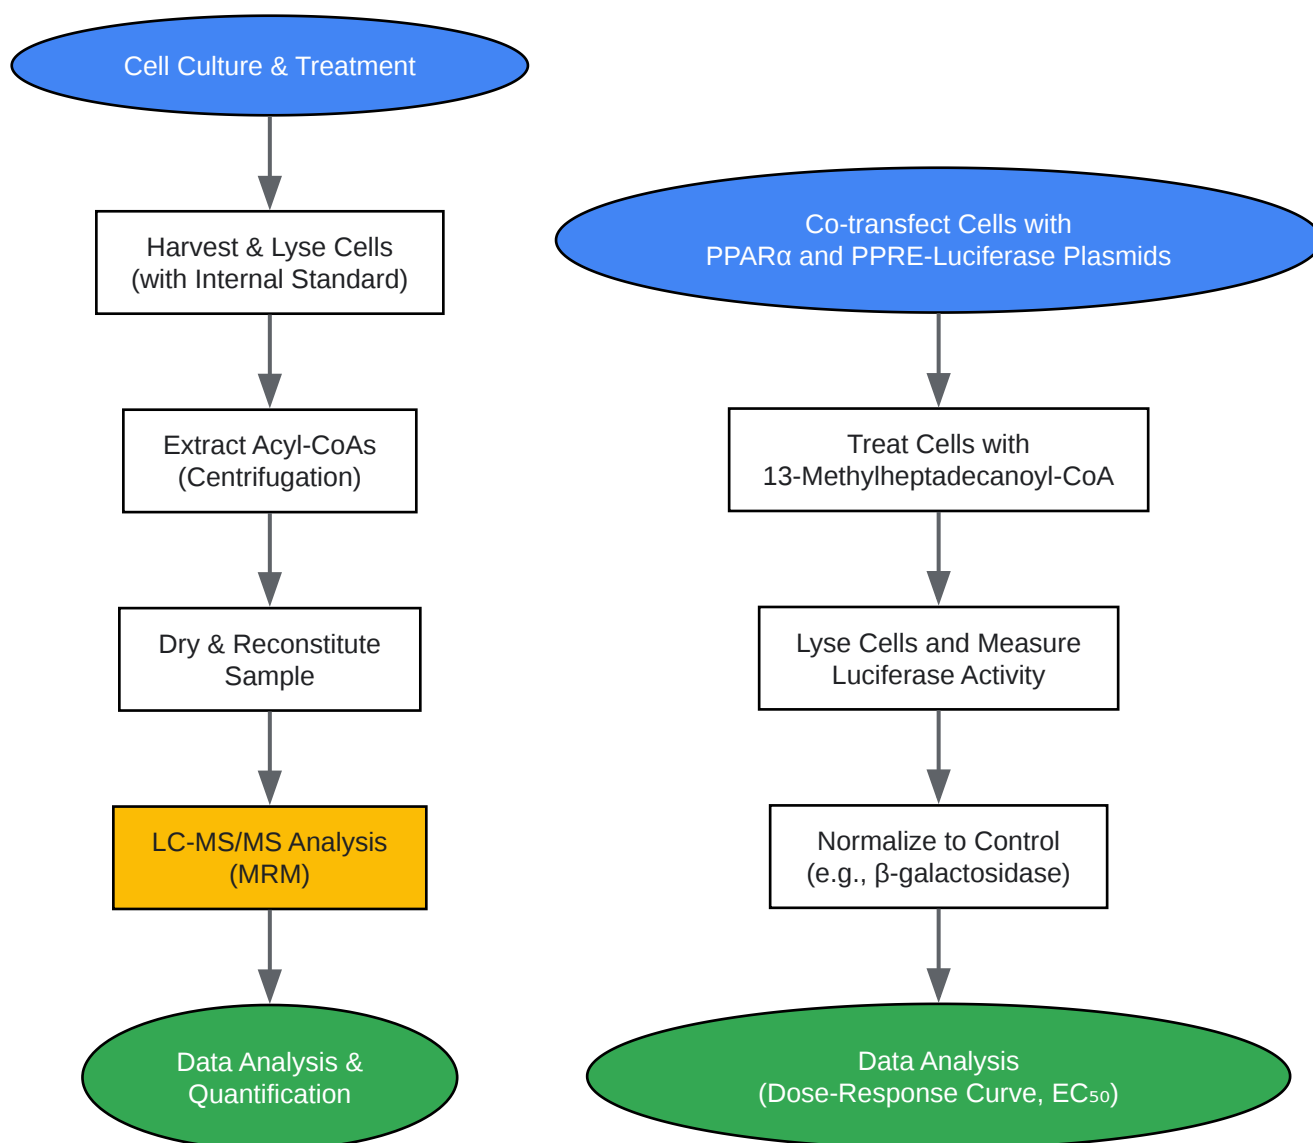 Cell Culture & Treatment
Harvest & Lyse Cells
(with Internal Standard)
Extract Acyl-CoAs
(Centrifugation)
Dry & Reconstitute
Sample
LC-MS/MS Analysis
(MRM)
Data Analysis &
Quantification
Co-transfect Cells with
PPARα and PPRE-Luciferase Plasmids
Treat Cells with
13-Methylheptadecanoyl-CoA
Lyse Cells and Measure
Luciferase Activity
Normalize to Control
(e.g., β-galactosidase)
Data Analysis
(Dose-Response Curve, EC₅₀)